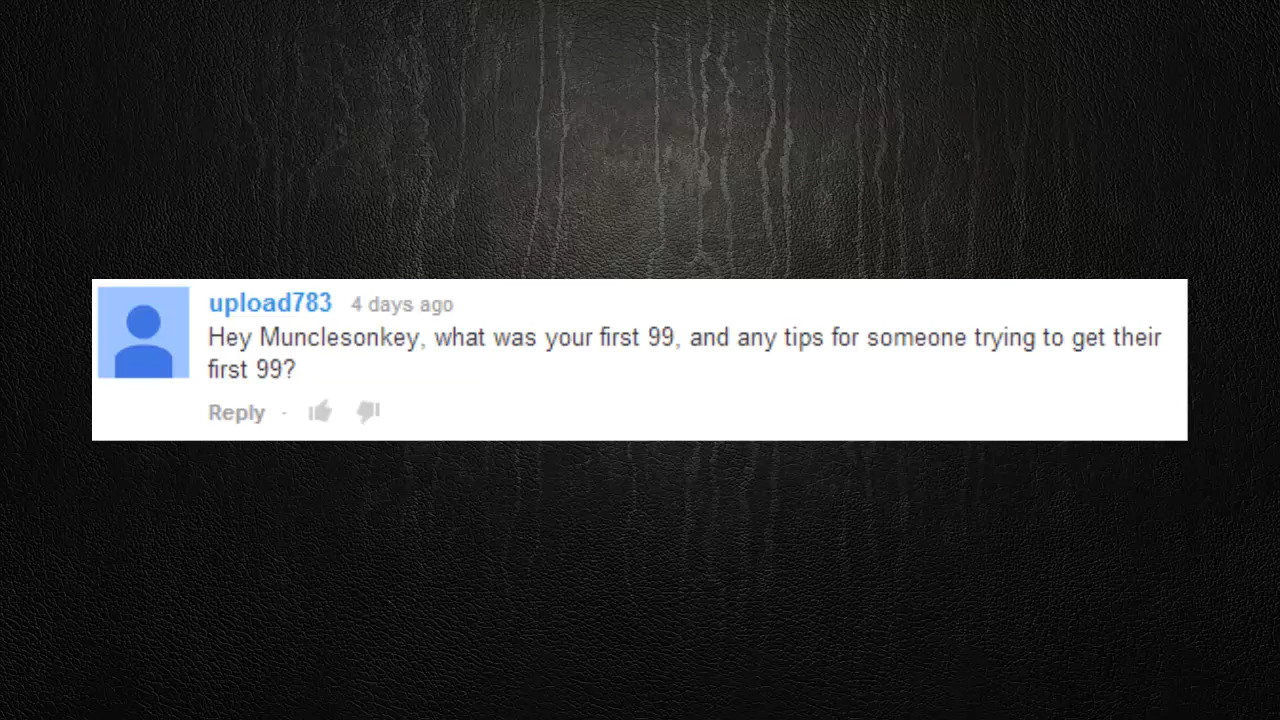 upload783 4 days ago
Hey Munclesonkey, what was your first 99, and any tips for someone trying to get their
first 99?
Reply ·